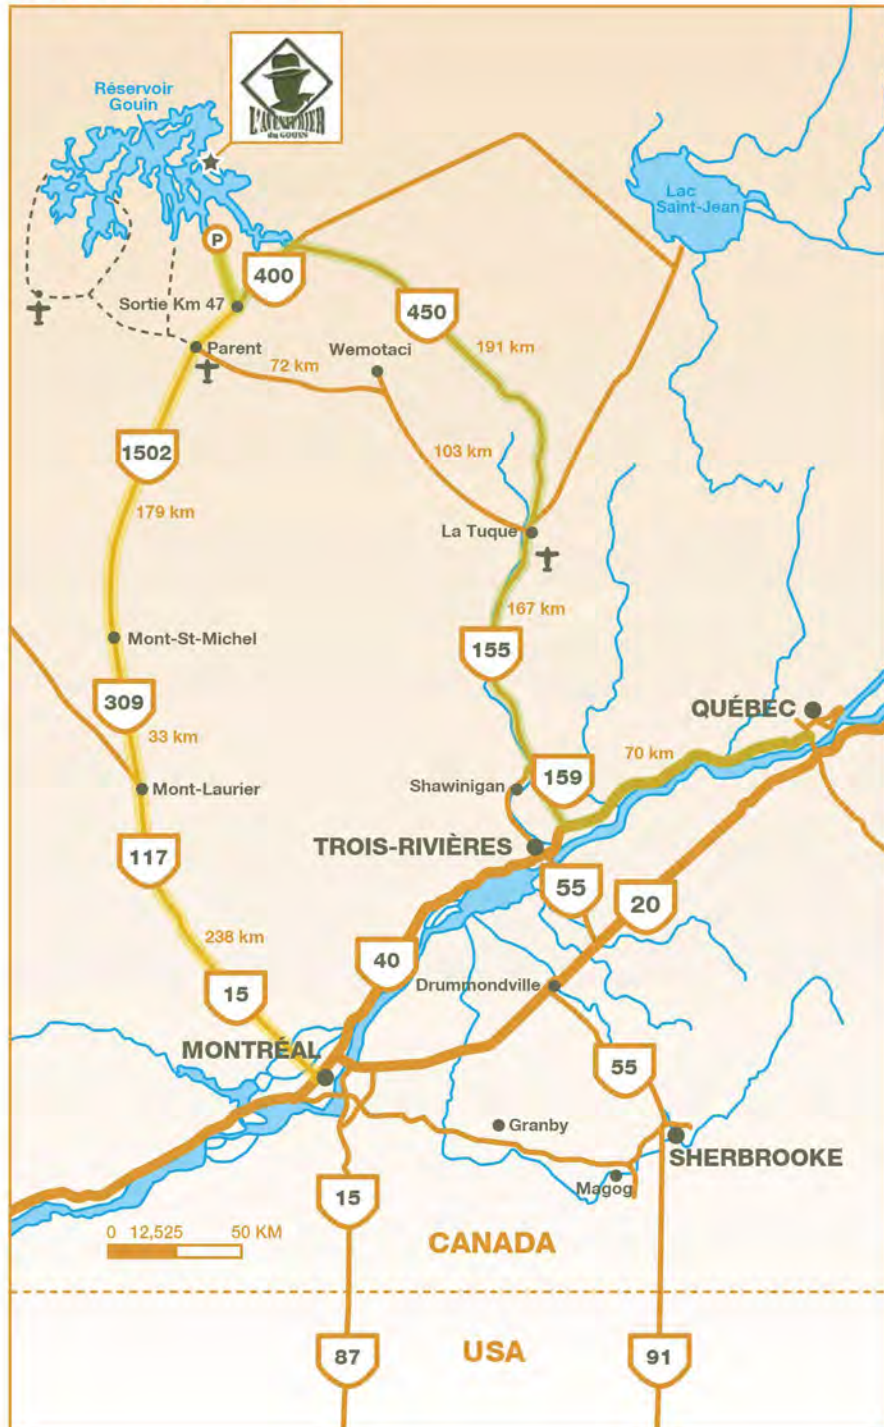 Réservoir
Gouin
L'AVENTURIER
du GOUIN
Lac
Saint-Jean
P
400
Sortie Km 47
450
191 km
Parent
Wemotaci
72 km
1502
103 km
179 km
La Tuque
167 km
Mont-St-Michel
155
309
QUÉBEC
33 km
70 km
159
Mont-Laurier
Shawinigan
117
TROIS-RIVIÈRES
55
20
238 km
40
15
Drummondville
MONTRÉAL
55
Granby
SHERBROOKE
Magog
15
0 12,525 50 KM
CANADA
USA
87
91